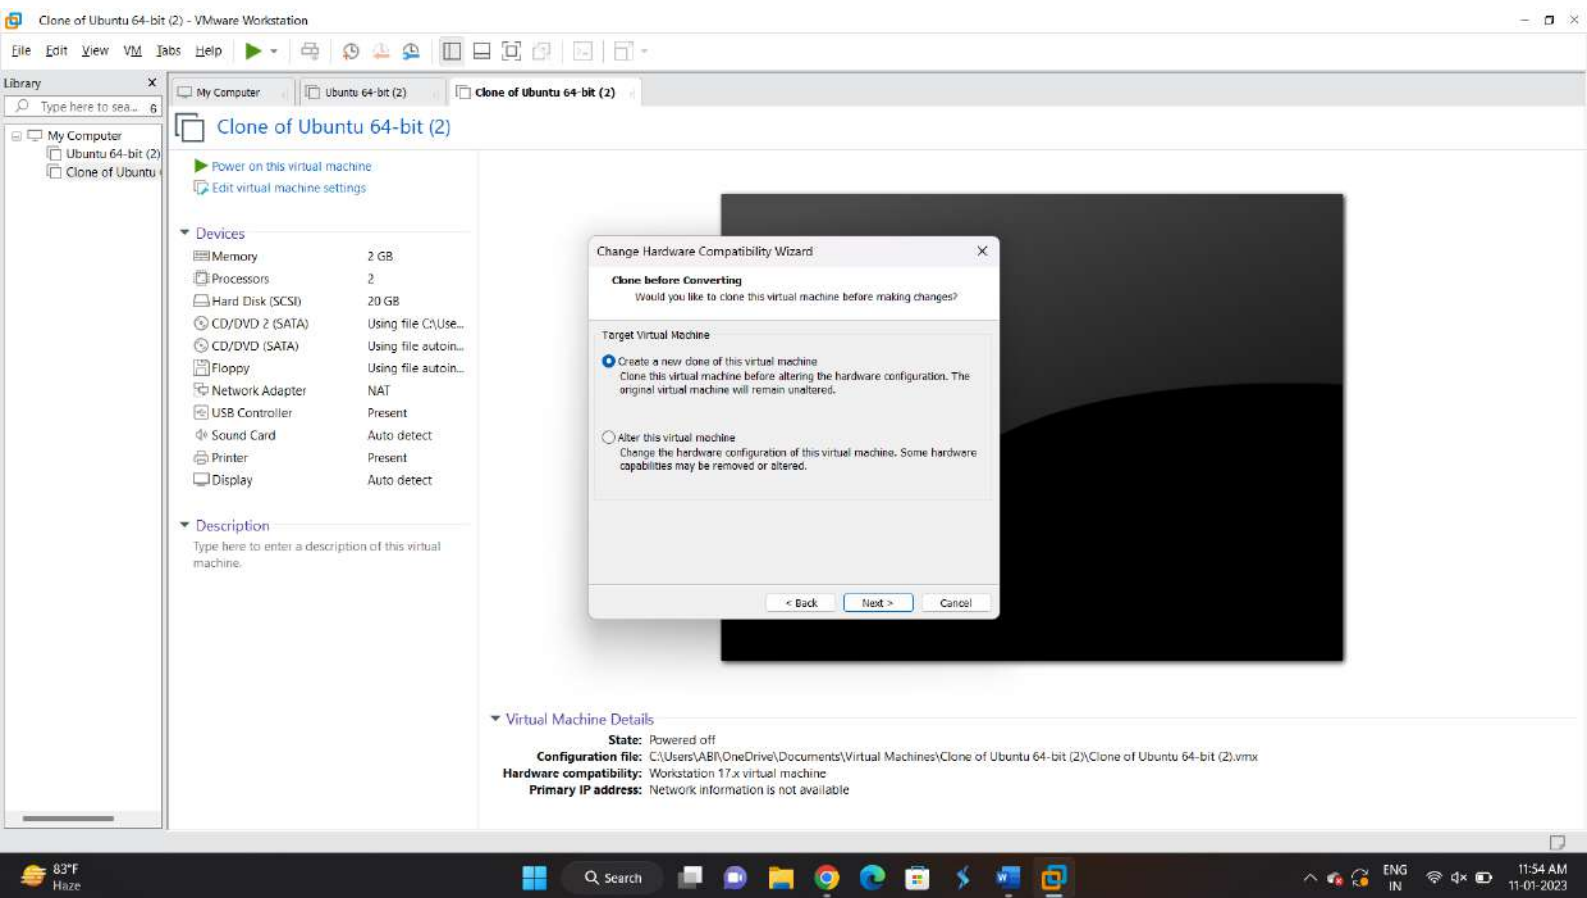 Clone of Ubuntu 64-bit (2) - VMware Workstation
File Edit View VM Tabs Help
Library X
Type here to sea...
My Computer
Ubuntu 64-bit (2)
Clone of Ubuntu
My Computer
Ubuntu 64-bit (2)
Clone of Ubuntu 64-bit (2)
Clone of Ubuntu 64-bit (2)
Power on this virtual machine
Edit virtual machine settings
Devices
Memory 2 GB
Processors 2
Hard Disk (SCSI) 20 GB
CD/DVD 2 (SATA) Using file C:\Use...
CD/DVD (SATA) Using file autoin...
Floppy Using file autoin...
Network Adapter NAT
USB Controller Present
Sound Card Auto detect
Printer Present
Display Auto detect
Description
Type here to enter a description of this virtual
machine.
Change Hardware Compatibility Wizard
Clone before Converting
Would you like to clone this virtual machine before making changes?
Target Virtual Machine
Create a new clone of this virtual machine
Clone this virtual machine before altering the hardware configuration. The
original virtual machine will remain unaltered.
Alter this virtual machine
Change the hardware configuration of this virtual machine. Some hardware
capabilities may be removed or altered.
< Back Next > Cancel
Virtual Machine Details
State: Powered off
Configuration file: C:\Users\ABI\OneDrive\Documents\Virtual Machines\Clone of Ubuntu 64-bit (2)\Clone of Ubuntu 64-bit (2).vmx
Hardware compatibility: Workstation 17.x virtual machine
Primary IP address: Network information is not available
83°F
Haze
Search
ENG
IN
11:54 AM
11-01-2023